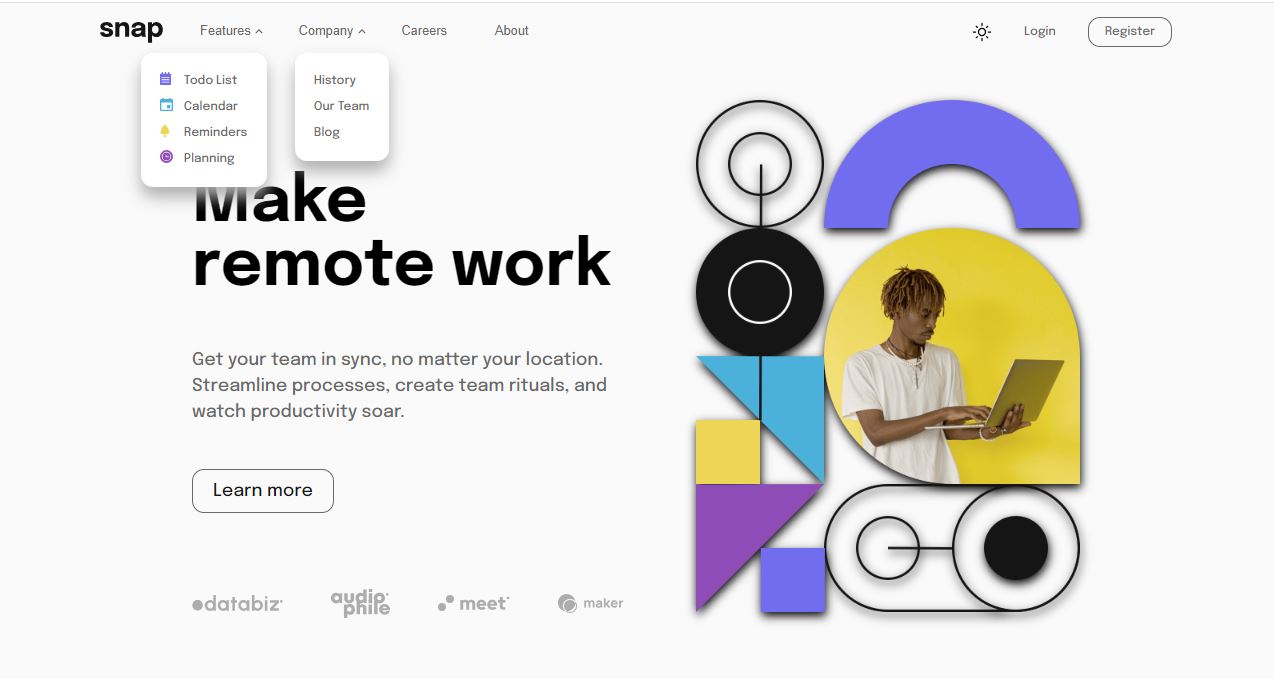 snap
Features
Company
Careers
About
Login
Register
Todo List
Calendar
Reminders
Planning
History
Our Team
Blog
Make
remote work
Get your team in sync, no matter your location.
Streamline processes, create team rituals, and
watch productivity soar.
Learn more
databiz
audio
phile
meet
maker